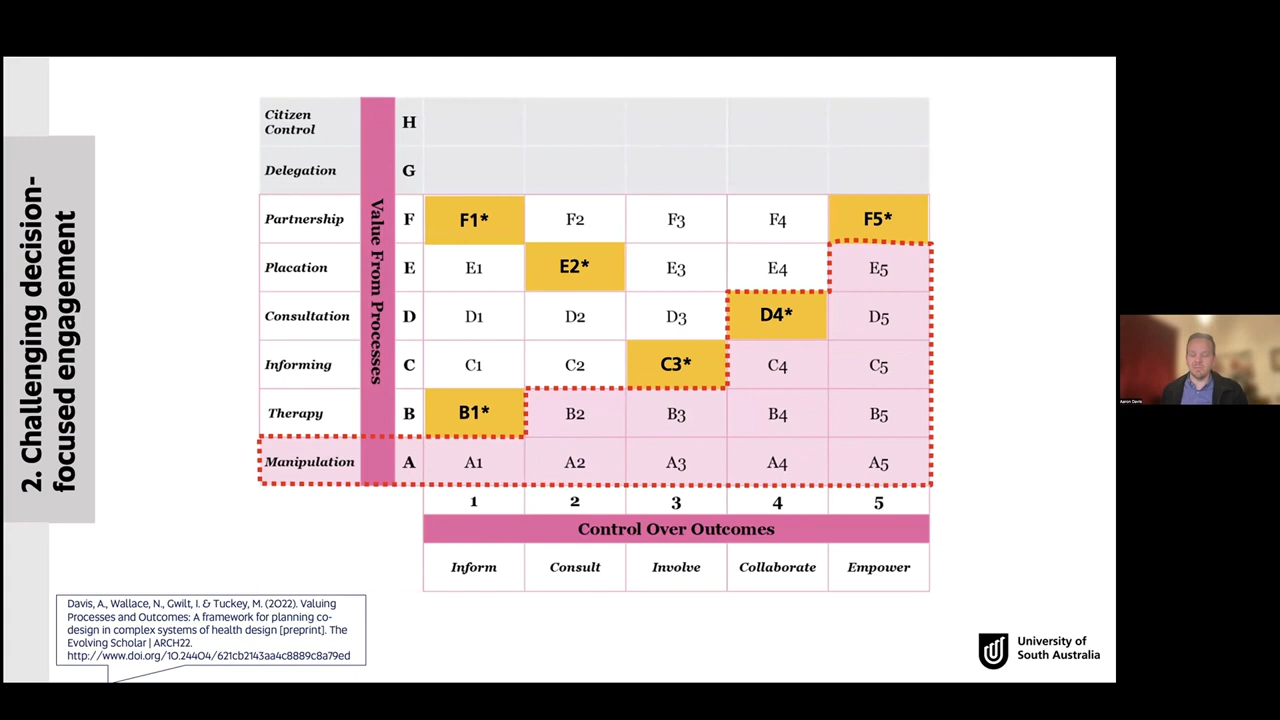 2. Challenging decision-
focused engagement
Citizen
Control
H
Delegation
G
Partnership
F
F1*
F2
F3
F4
F5*
Placation
E
E1
E2*
E3
E4
E5
Consultation
D
D1
D2
D3
D4*
D5
Informing
C
C1
C2
C3*
C4
C5
Therapy
B
B1*
B2
B3
B4
B5
Manipulation
A
A1
A2
A3
A4
A5
Value From Processes
1
2
3
4
5
Control Over Outcomes
Inform
Consult
Involve
Collaborate
Empower
Davis, A., Wallace, N., Gwilt, I. & Tuckey, M. (2022). Valuing
Processes and Outcomes: A framework for planning co-
design in complex systems of health design [preprint]. The
Evolving Scholar | ARCH22.
http://www.doi.org/10.24404/621cb2143aa4c8889c8a79ed
University of
South Australia
Aaron Davis